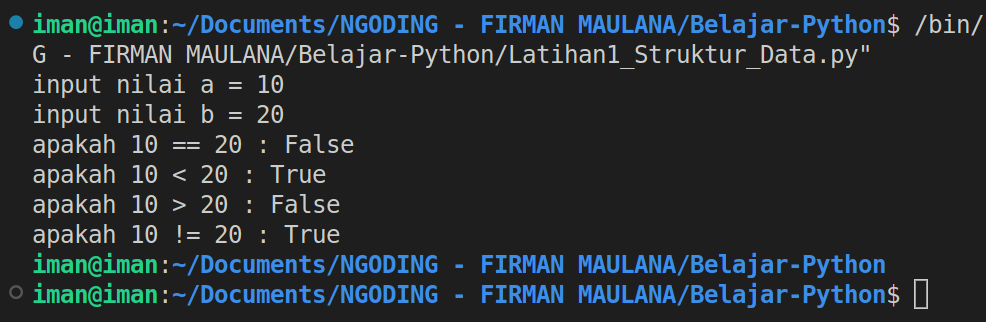 iman@iman:~/Documents/NGODING - FIRMAN MAULANA/Belajar-Python$ /bin/
G - FIRMAN MAULANA/Belajar-Python/Latihan1_Struktur_Data.py"
input nilai a = 10
input nilai b = 20
apakah 10 == 20 : False
apakah 10 < 20 : True
apakah 10 > 20 : False
apakah 10 != 20 : True
iman@iman:~/Documents/NGODING - FIRMAN MAULANA/Belajar-Python
iman@iman:~/Documents/NGODING - FIRMAN MAULANA/Belajar-Python$